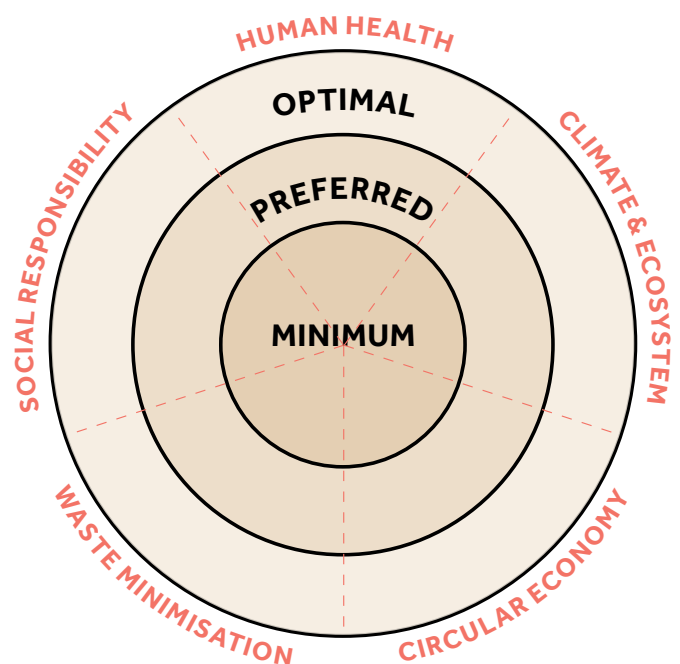 HUMAN HEALTH
OPTIMAL
PREFERRED
MINIMUM
SOCIAL RESPONSIBILITY
CLIMATE & ECOSYSTEM
WASTE MINIMISATION
CIRCULAR ECONOMY